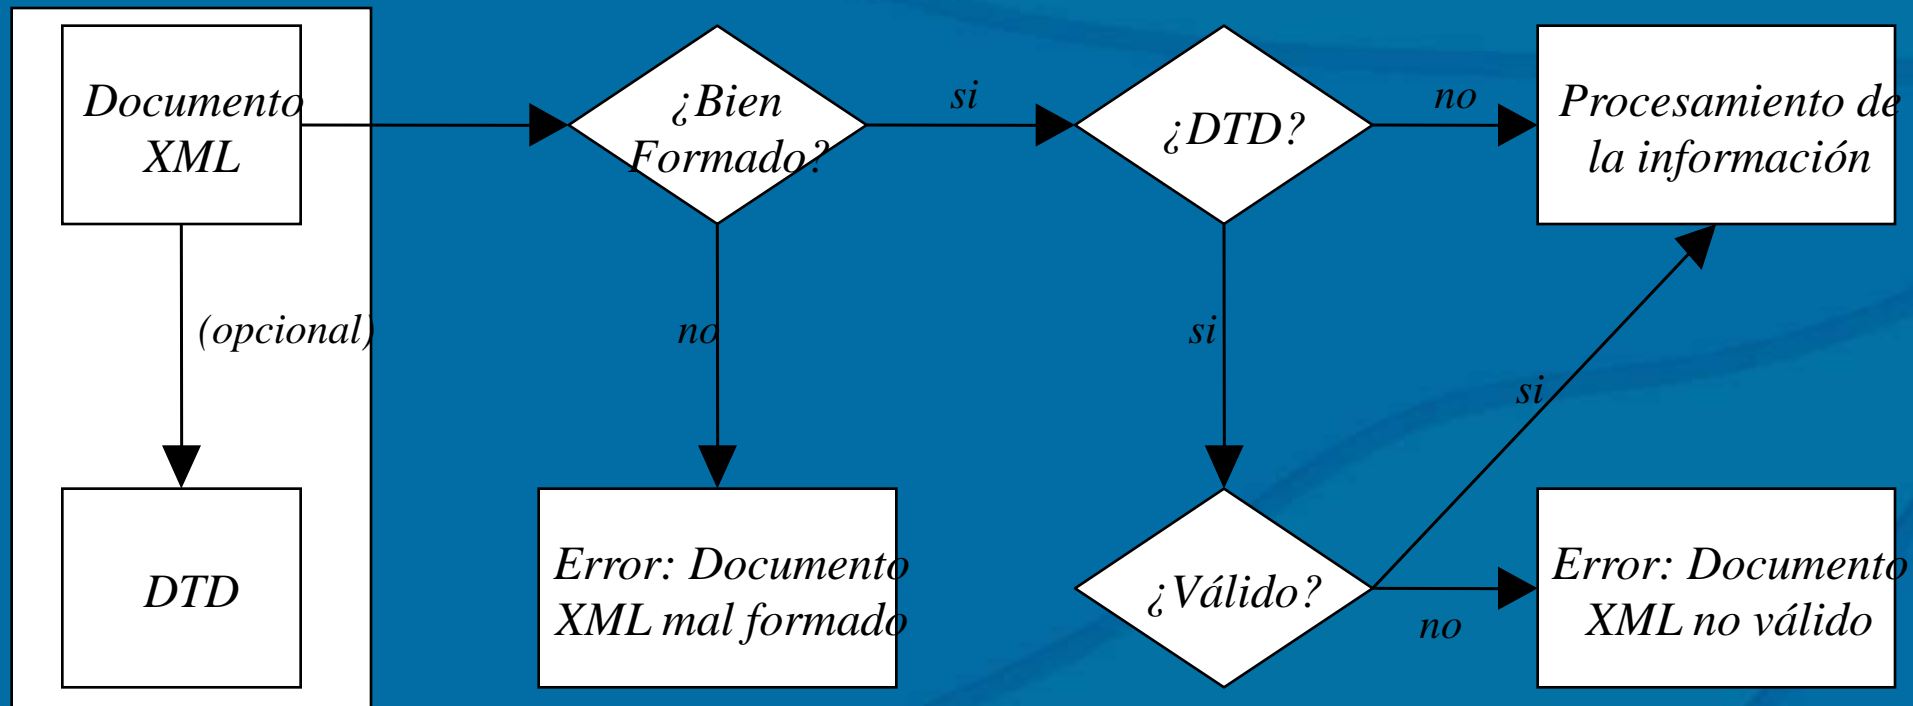 Documento
XML
¿Bien
Formado?
si
¿DTD?
no
Procesamiento de
la información
(opcional)
no
si
si
DTD
Error: Documento
XML mal formado
¿Válido?
no
Error: Documento
XML no válido